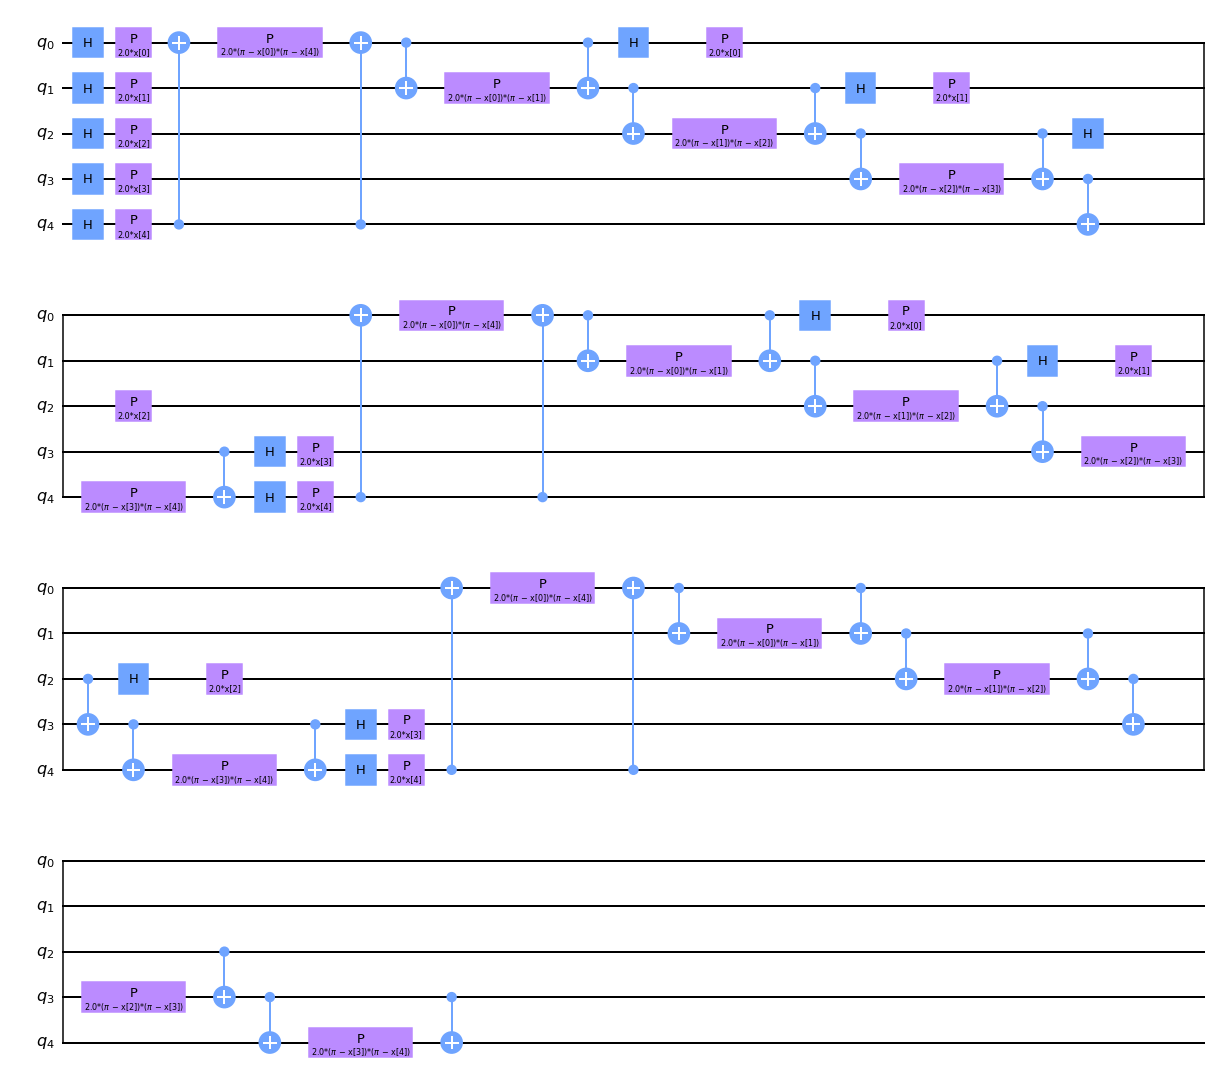 q0 H P 2.0*x[0] P 2.0*(π − x[0])*(π − x[4]) H P 2.0*x[0]
q1 H P 2.0*x[1] P 2.0*(π − x[0])*(π − x[1]) H P 2.0*x[1]
q2 H P 2.0*x[2] P 2.0*(π − x[1])*(π − x[2]) H
q3 H P 2.0*x[3] P 2.0*(π − x[2])*(π − x[3])
q4 H P 2.0*x[4]
q0 P 2.0*(π − x[0])*(π − x[4]) H P 2.0*x[0]
q1 P 2.0*(π − x[0])*(π − x[1]) H P 2.0*x[1]
q2 P 2.0*x[2] P 2.0*(π − x[1])*(π − x[2])
q3 H P 2.0*x[3] P 2.0*(π − x[2])*(π − x[3])
q4 P 2.0*(π − x[3])*(π − x[4]) H P 2.0*x[4]
q0 P 2.0*(π − x[0])*(π − x[4])
q1 P 2.0*(π − x[0])*(π − x[1])
q2 H P 2.0*x[2] P 2.0*(π − x[1])*(π − x[2])
q3 H P 2.0*x[3]
q4 P 2.0*(π − x[3])*(π − x[4]) H P 2.0*x[4]
q0
q1
q2
q3 P 2.0*(π − x[2])*(π − x[3])
q4 P 2.0*(π − x[3])*(π − x[4])